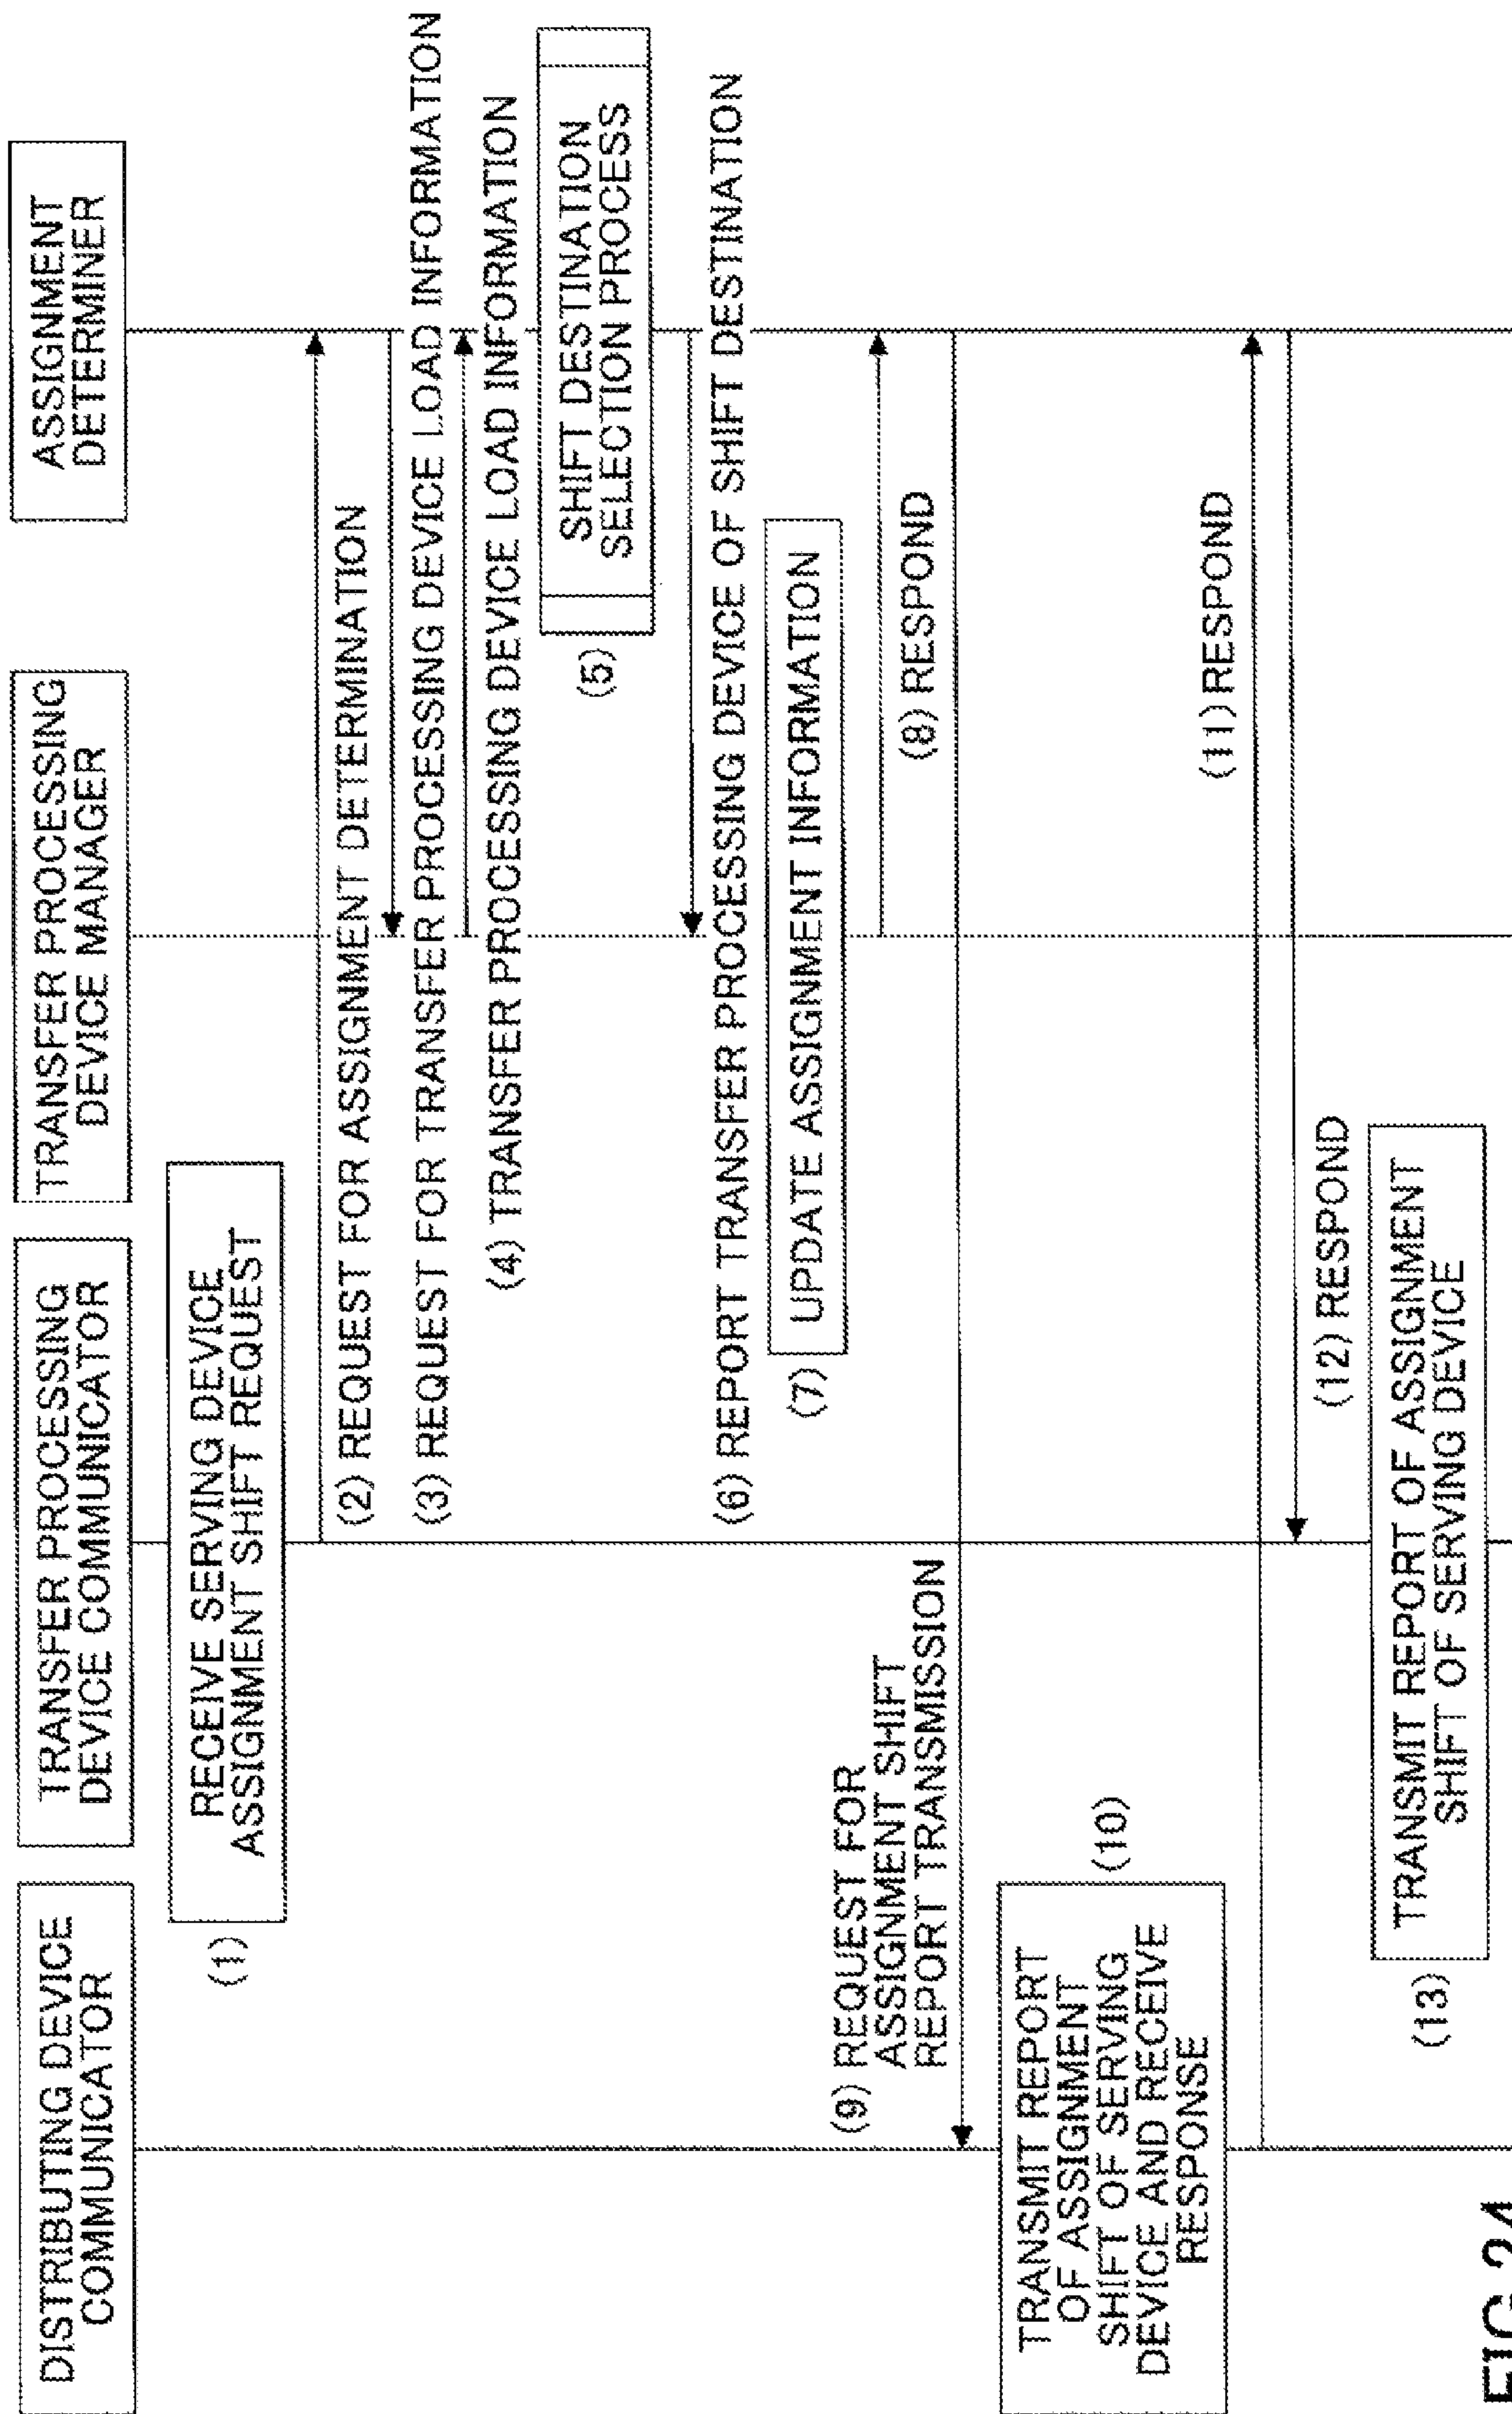 DISTRIBUTING DEVICE
COMMUNICATOR
TRANSFER PROCESSING
DEVICE COMMUNICATOR
TRANSFER PROCESSING
DEVICE MANAGER
ASSIGNMENT
DETERMINER
(1)
RECEIVE SERVING DEVICE
ASSIGNMENT SHIFT REQUEST
(2) REQUEST FOR ASSIGNMENT DETERMINATION
(3) REQUEST FOR TRANSFER PROCESSING DEVICE LOAD INFORMATION
(4) TRANSFER PROCESSING DEVICE LOAD INFORMATION
(5)
SHIFT DESTINATION
SELECTION PROCESS
(6) REPORT TRANSFER PROCESSING DEVICE OF SHIFT DESTINATION
(7)
UPDATE ASSIGNMENT INFORMATION
(8) RESPOND
(9) REQUEST FOR
ASSIGNMENT SHIFT
REPORT TRANSMISSION
TRANSMIT REPORT
OF ASSIGNMENT
SHIFT OF SERVING
DEVICE AND RECEIVE
RESPONSE
(10)
(11) RESPOND
(12) RESPOND
(13)
TRANSMIT REPORT OF ASSIGNMENT
SHIFT OF SERVING DEVICE
FIG.24